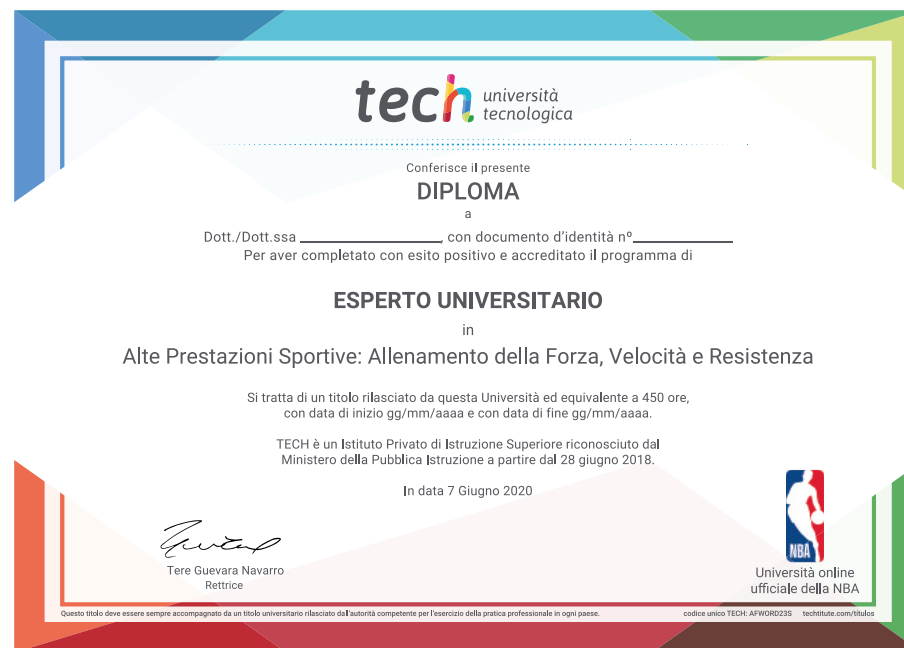 tech università
tecnologica
Conferisce il presente
DIPLOMA
a
Dott./Dott.ssa ____________________, con documento d'identità nº______________
Per aver completato con esito positivo e accreditato il programma di
ESPERTO UNIVERSITARIO
in
Alte Prestazioni Sportive: Allenamento della Forza, Velocità e Resistenza
Si tratta di un titolo rilasciato da questa Università ed equivalente a 450 ore,
con data di inizio gg/mm/aaaa e con data di fine gg/mm/aaaa.
TECH è un Istituto Privato di Istruzione Superiore riconosciuto dal
Ministero della Pubblica Istruzione a partire dal 28 giugno 2018.
In data 7 Giugno 2020
Tere Guevara Navarro
Rettrice
NBA
Università online
ufficiale della NBA
Questo titolo deve essere sempre accompagnato da un titolo universitario rilasciato dall'autorità competente per l'esercizio della pratica professionale in ogni paese. codice unico TECH: AFWORD23S techtitute.com/títulos